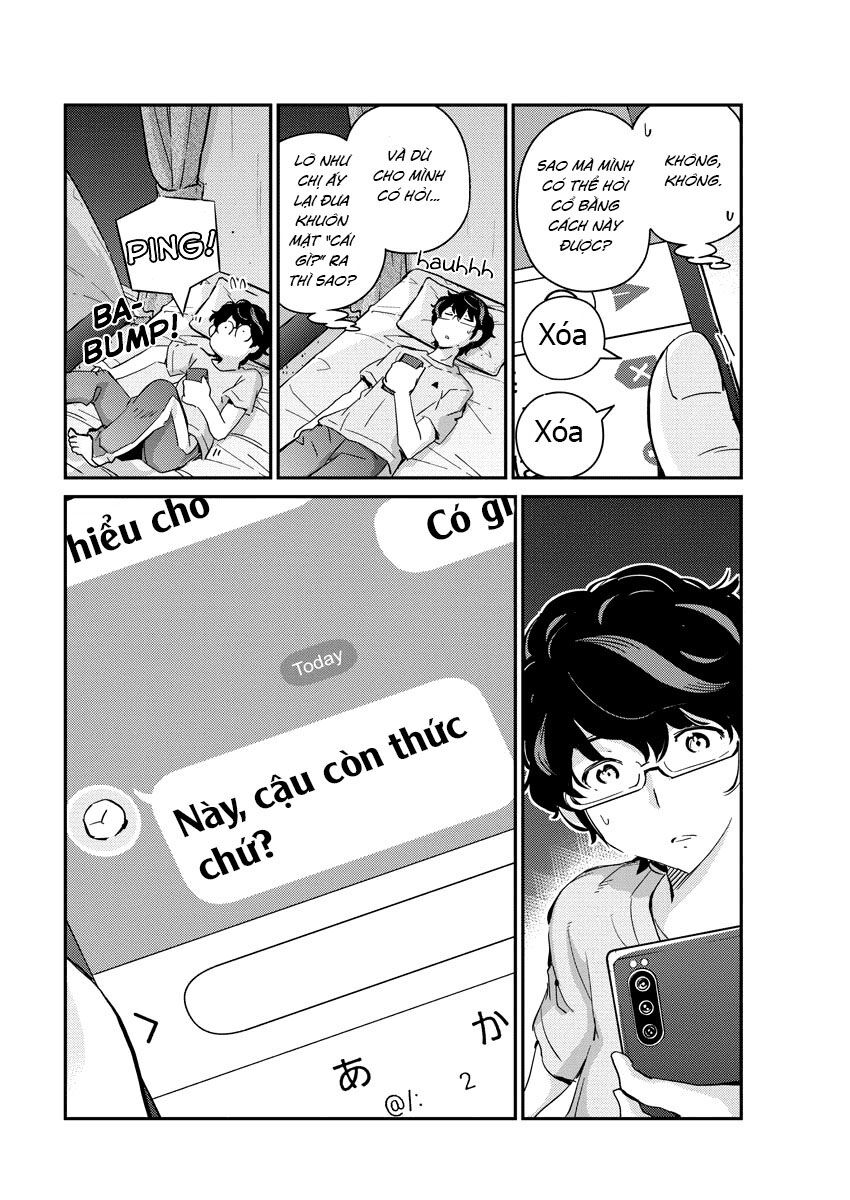 KHÔNG,
KHÔNG.
SAO MÀ MÌNH
CÓ THỂ HỎI
CỔ BẰNG
CÁCH NÀY
ĐƯỢC?
Xóa
Xóa
VÀ DÙ
CHO MÌNH
CÓ HỎI...
LỠ NHƯ
CHỊ ẤY
LẠI ĐƯA
KHUÔN
MẶT "CÁI
GÌ?" RA
THÌ SAO?
hauhhh
PING!
BA-
BUMP!
hiểu cho
Có gì
Today
Này, cậu còn thức
chứ?
あ
か
@/:
2